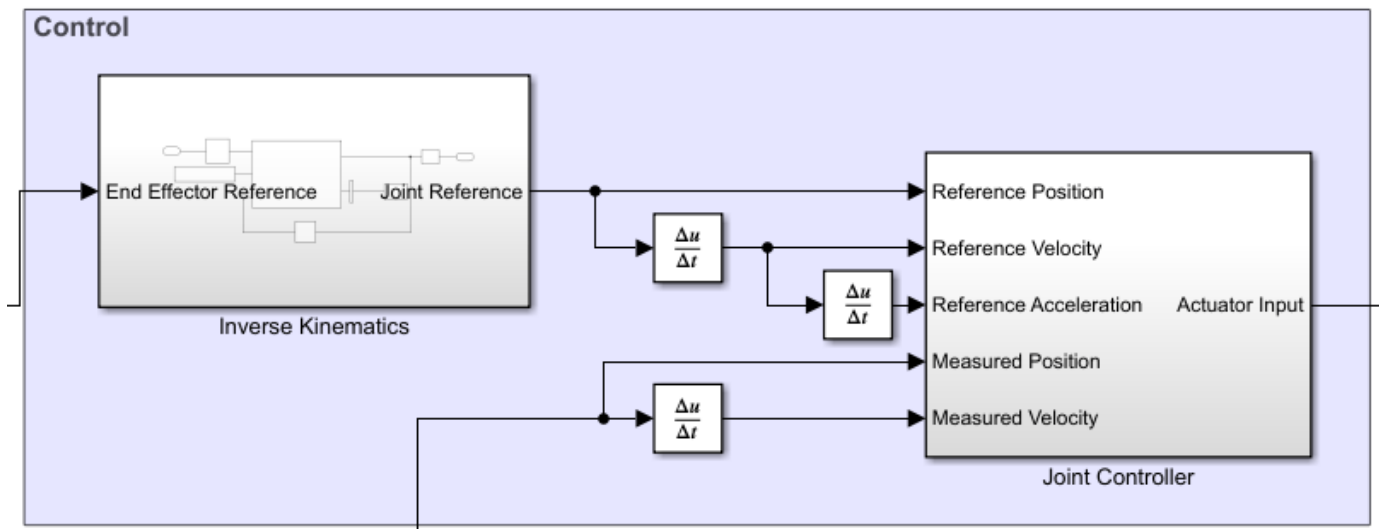 Control
End Effector Reference
Joint Reference
Inverse Kinematics
Δu
Δt
Δu
Δt
Δu
Δt
Reference Position
Reference Velocity
Reference Acceleration
Measured Position
Measured Velocity
Actuator Input
Joint Controller